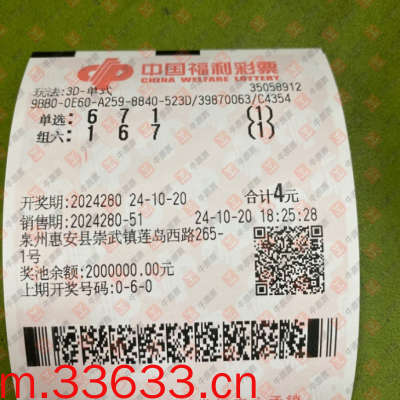 中国福利彩票
CHINA WELFARE LOTTERY
玩法:3D-单式 35058912
9BB0-0E60-A259-8840-523D/39870063/C4354
单选: 6 7 1 (1)
组六: 1 6 7 (1)
开奖期:2024280 24-10-20 合计4元
销售期:2024280-51 24-10-20 18:25:28
泉州惠安县崇武镇莲岛西路265-
1号
奖池余额:2000000.00元
上期开奖号码:0-6-0
m.33633.cn